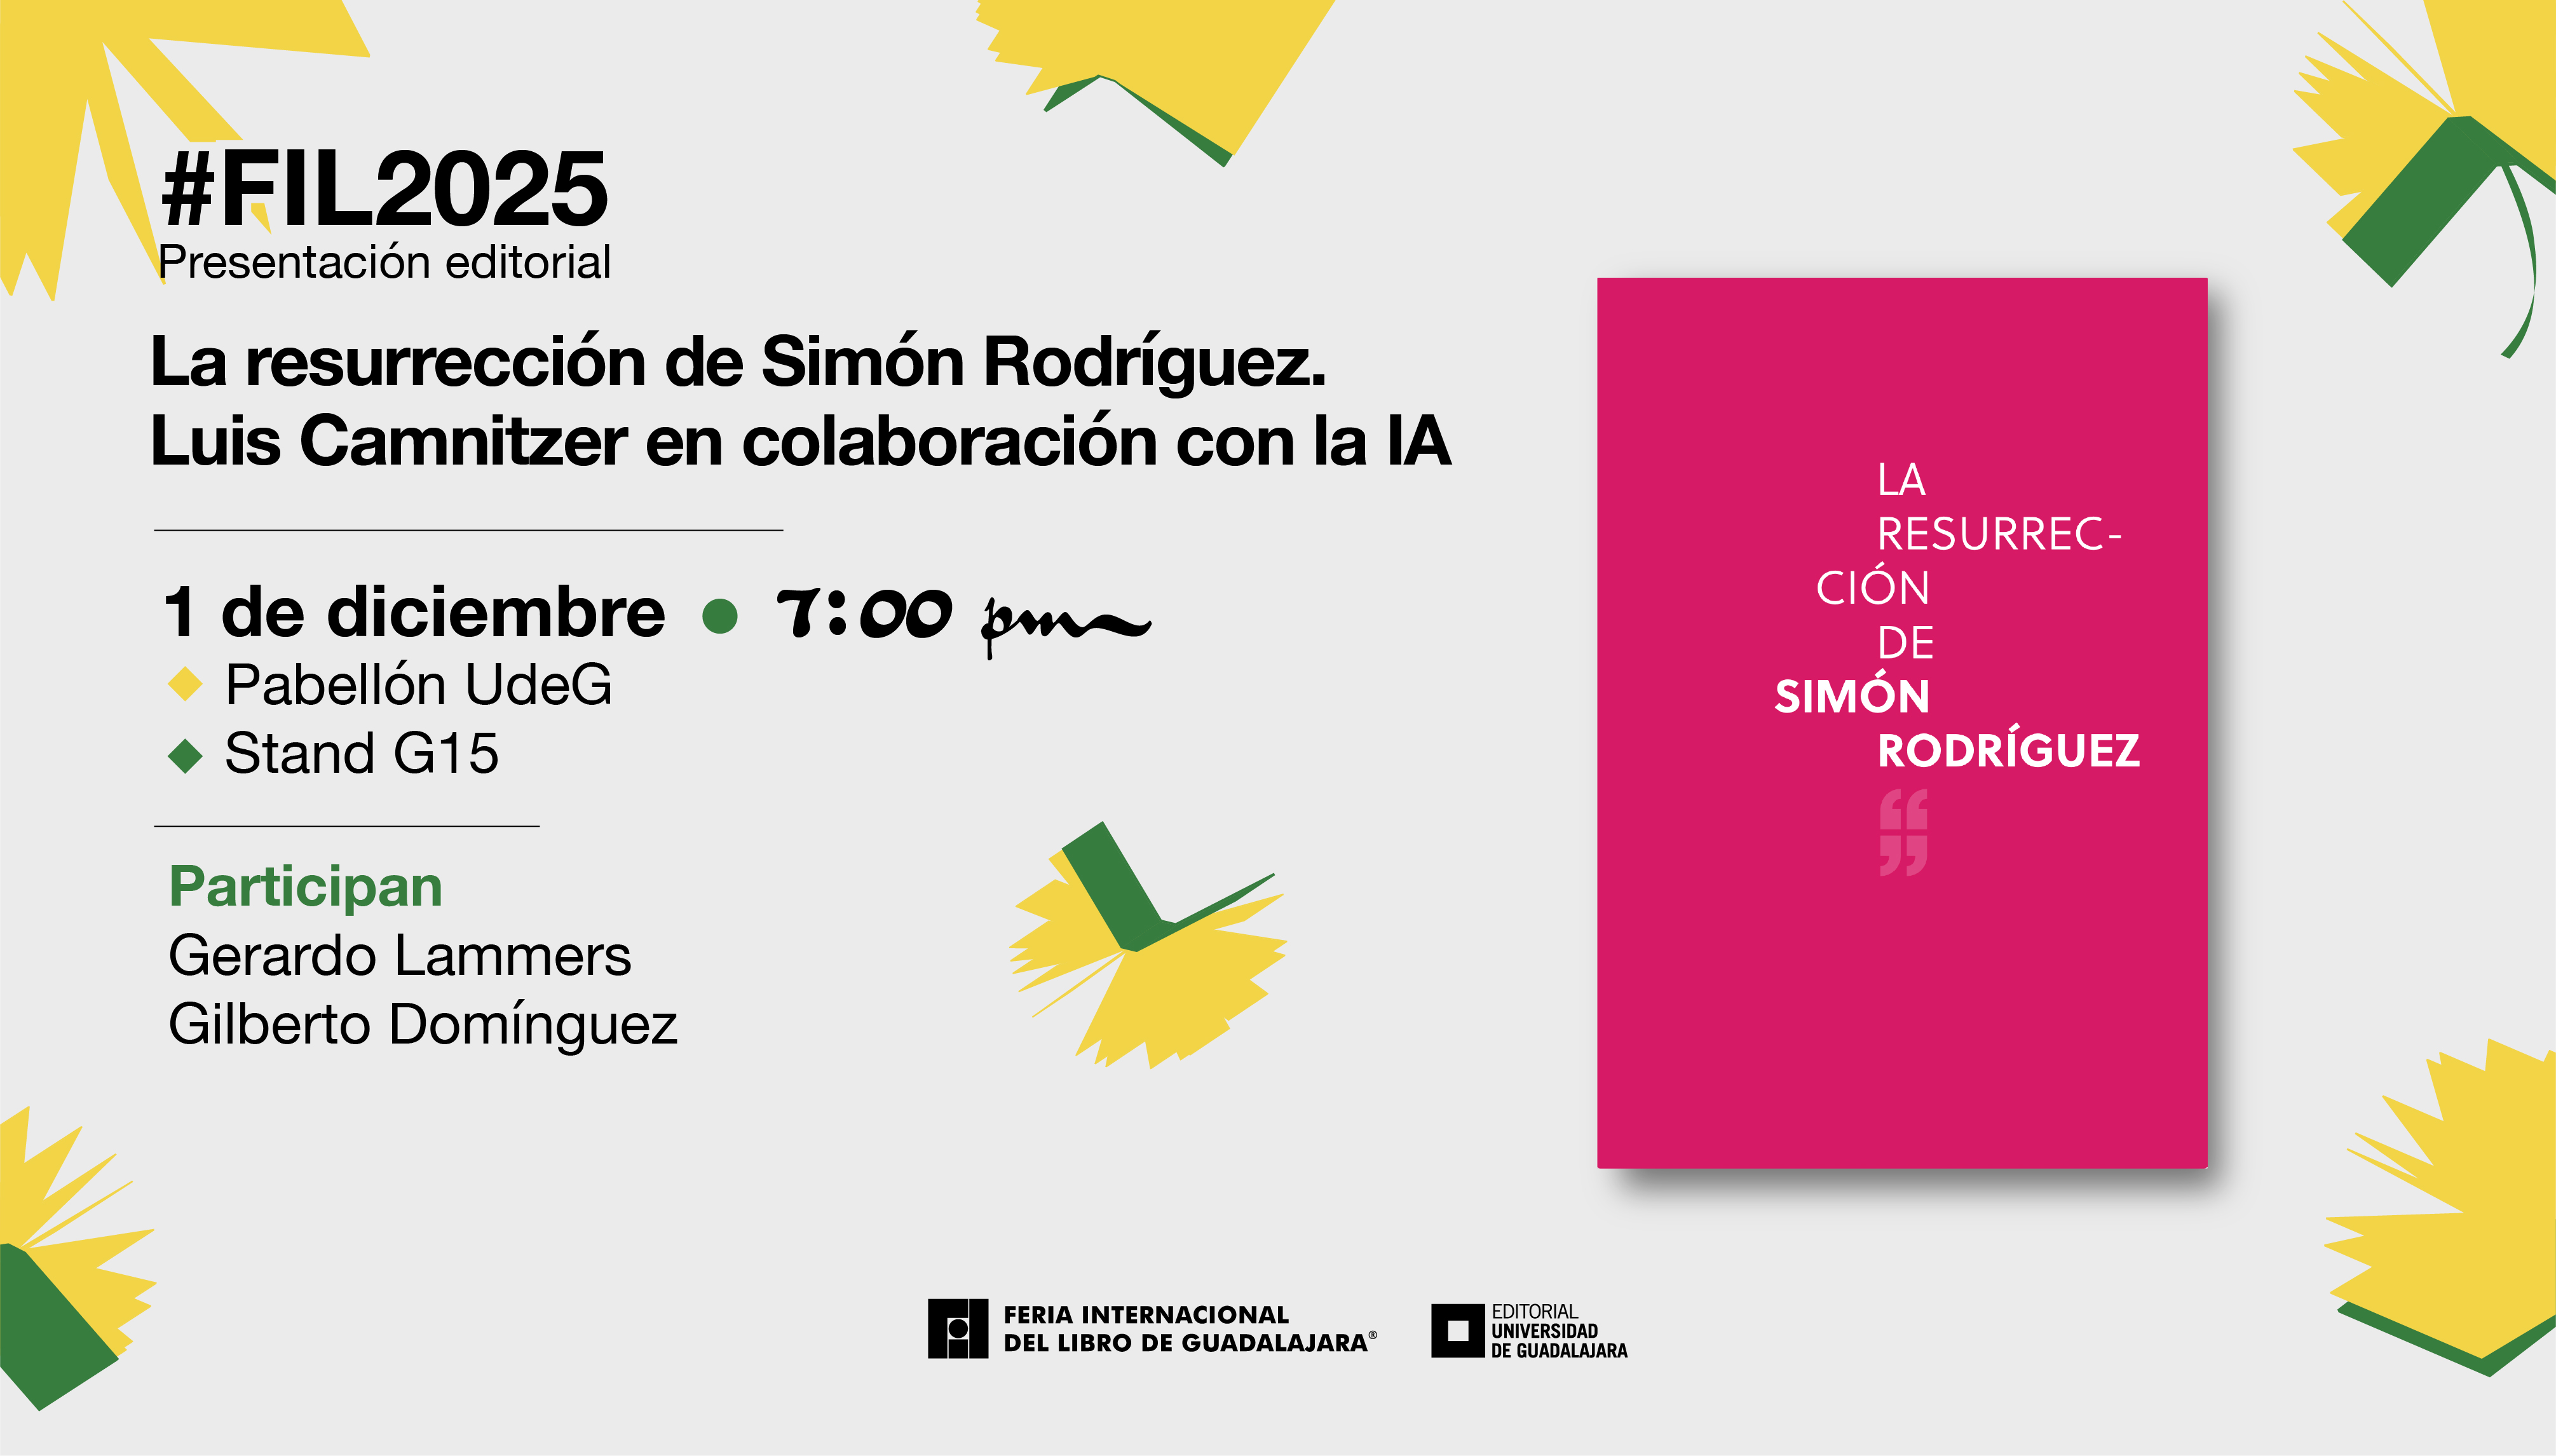 #FIL2025
Presentación editorial
La resurrección de Simón Rodríguez.
Luis Camnitzer en colaboración con la IA
1 de diciembre ● 7:00 pm
Pabellón UdeG
Stand G15
Participan
Gerardo Lammers
Gilberto Domínguez
LA
RESURREC-
CIÓN
DE
SIMÓN
RODRÍGUEZ
FERIA INTERNACIONAL
DEL LIBRO DE GUADALAJARA®
EDITORIAL
UNIVERSIDAD
DE GUADALAJARA